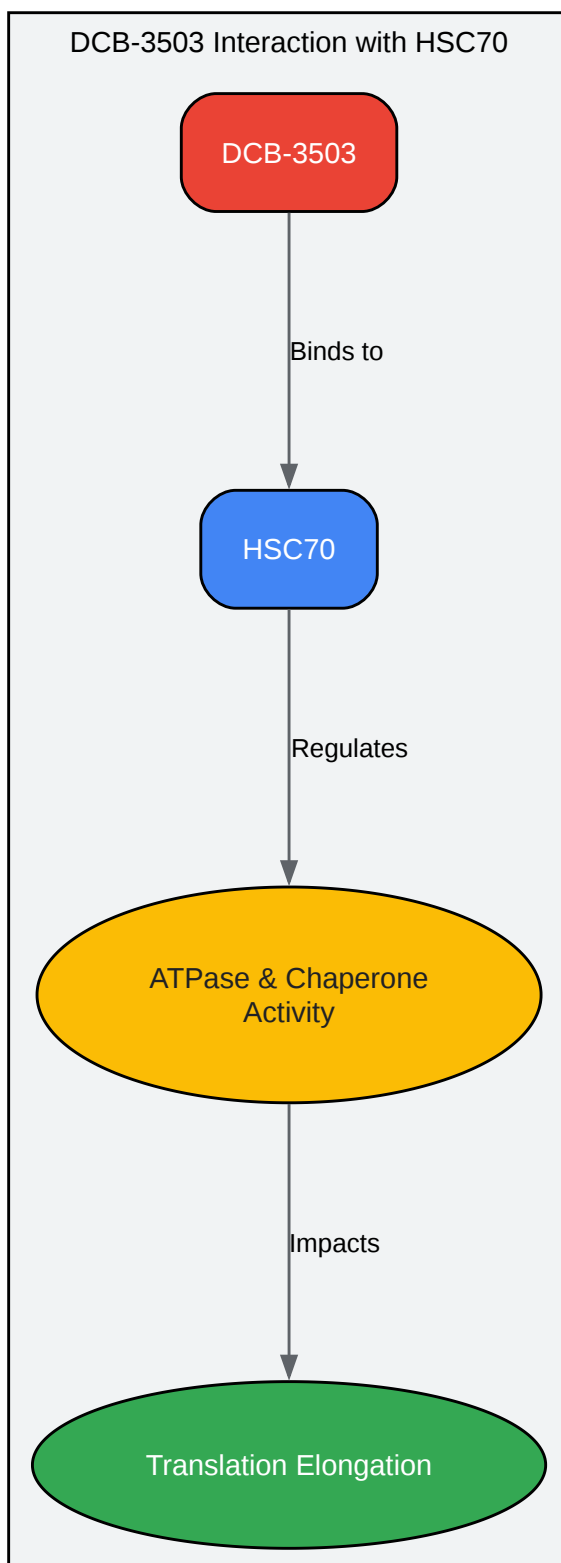 DCB-3503 Interaction with HSC70
DCB-3503
Binds to
HSC70
Regulates
ATPase & Chaperone
Activity
Impacts
Translation Elongation